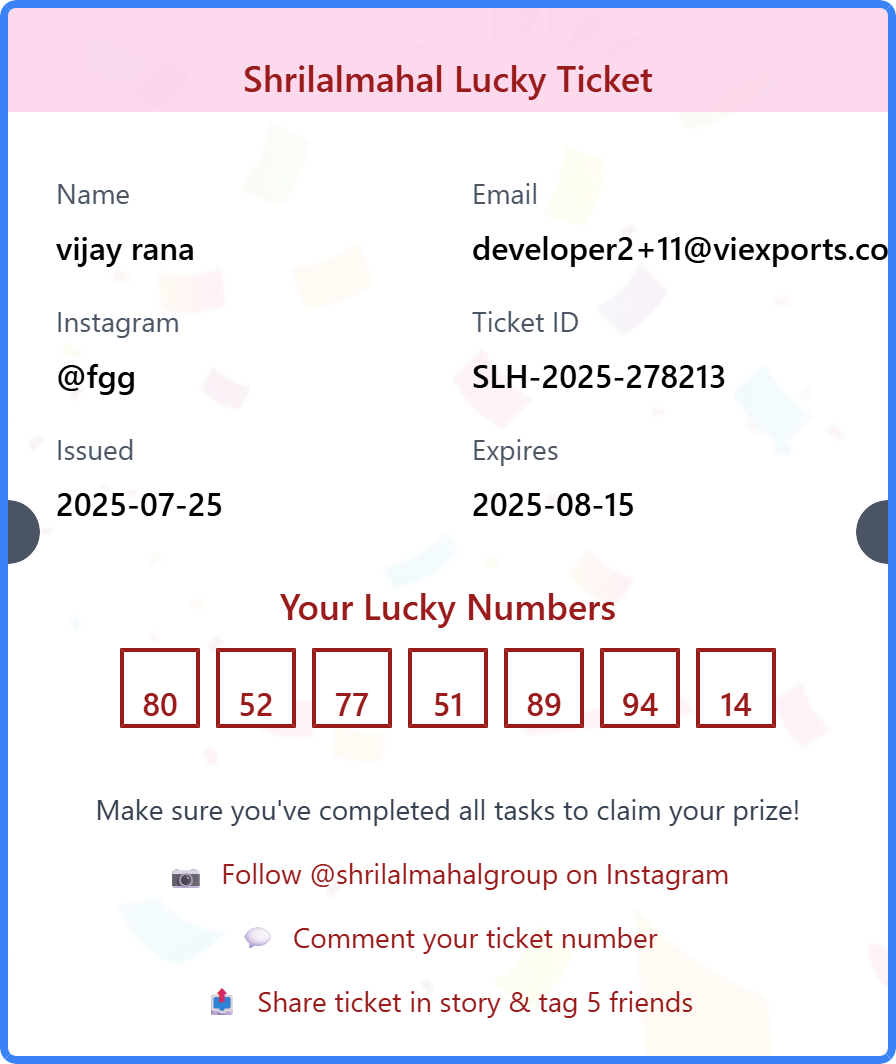 Shrilalmahal Lucky Ticket
Name
Email
vijay rana
developer2+11@viexports.co
Instagram
Ticket ID
@fgg
SLH-2025-278213
Issued
Expires
2025-07-25
2025-08-15
Your Lucky Numbers
80 52 77 51 89 94 14
Make sure you've completed all tasks to claim your prize!
Follow @shrilalmahalgroup on Instagram
Comment your ticket number
Share ticket in story & tag 5 friends